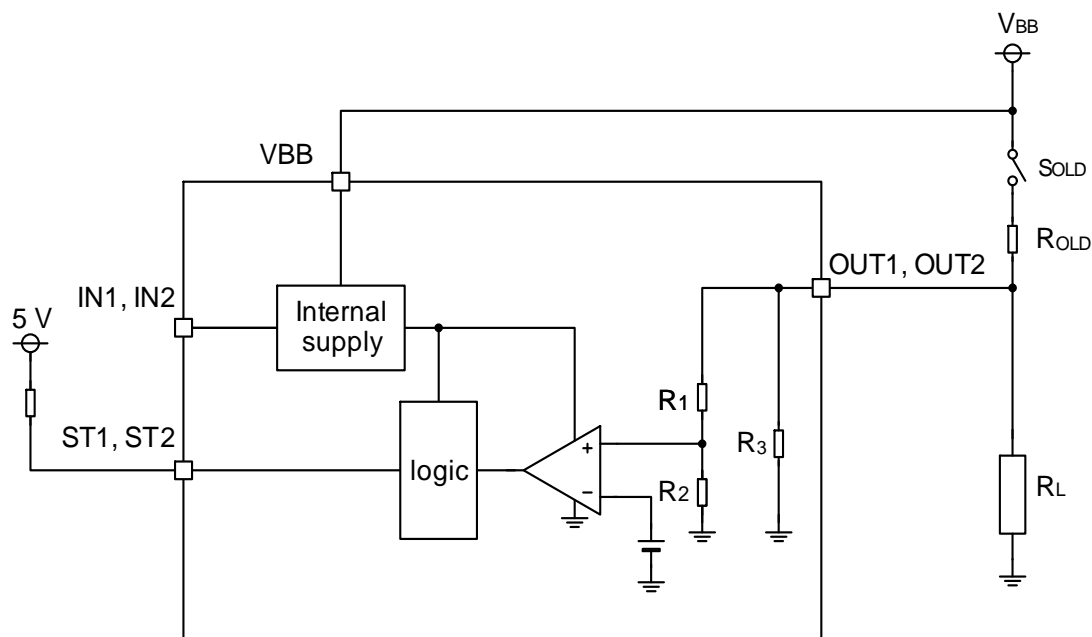 VBB
VBB
SOLD
ROLD
OUT1, OUT2
IN1, IN2
Internal
supply
5 V
R1
R3
ST1, ST2
+
logic
R2
−
RL